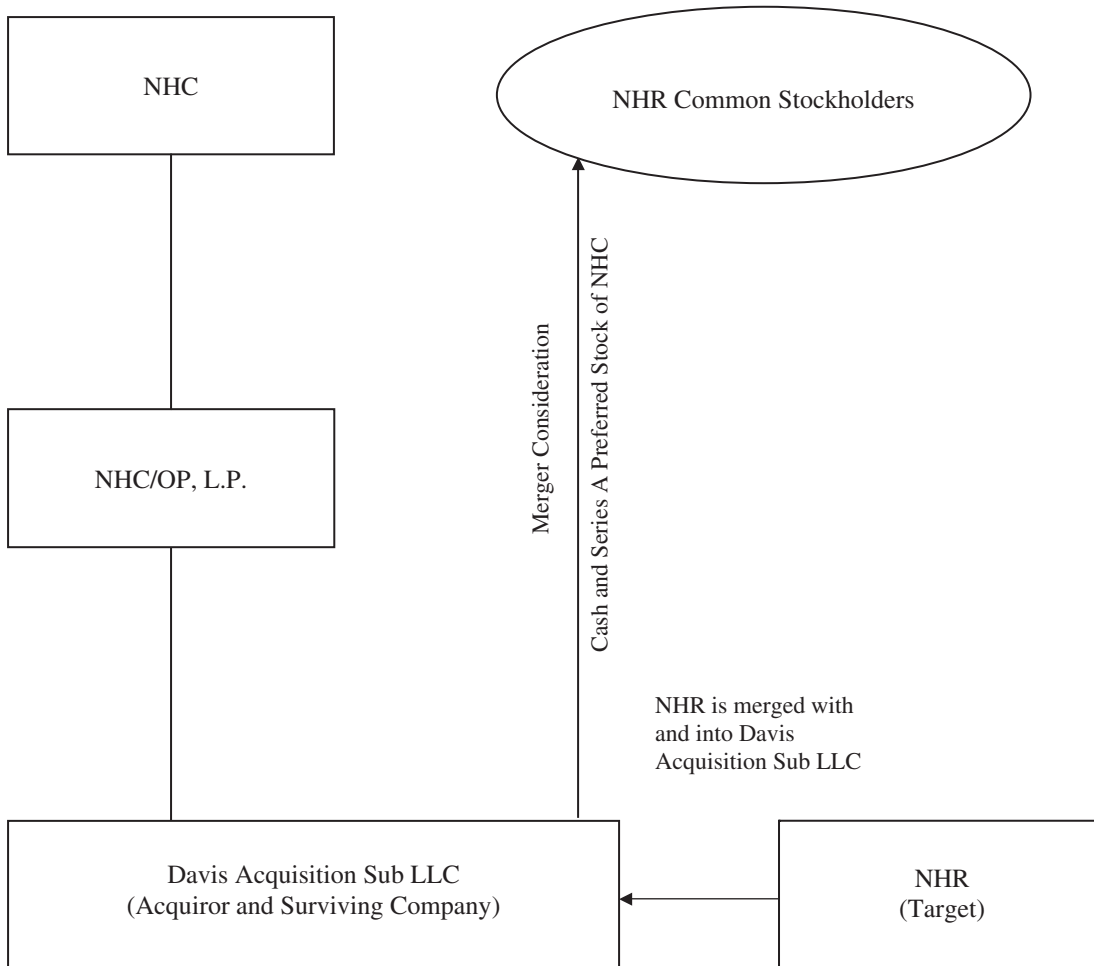 NHC
NHR Common Stockholders
NHC/OP, L.P.
Merger Consideration
Cash and Series A Preferred Stock of NHC
NHR is merged with
and into Davis
Acquisition Sub LLC
Davis Acquisition Sub LLC
(Acquiror and Surviving Company)
NHR
(Target)